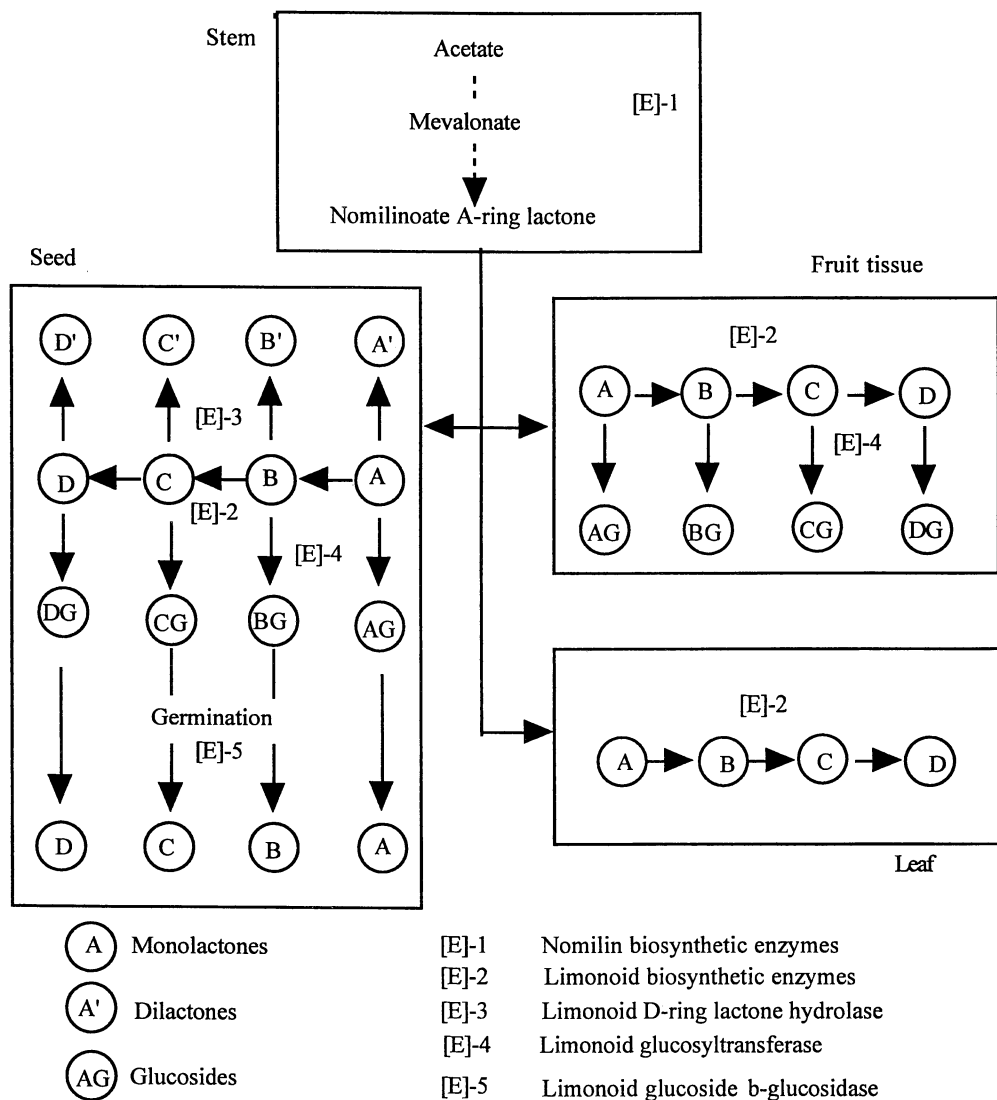 Stem
Acetate
[E]-1
Mevalonate
Nomilinoate A-ring lactone
Seed
D' C' B' A'
[E]-3
D C B A
[E]-2
[E]-4
DG CG BG AG
Germination
[E]-5
D C B A
Fruit tissue
[E]-2
A B C D
[E]-4
AG BG CG DG
[E]-2
A B C D
Leaf
A Monolactones
A' Dilactones
AG Glucosides
[E]-1 Nomilin biosynthetic enzymes
[E]-2 Limonoid biosynthetic enzymes
[E]-3 Limonoid D-ring lactone hydrolase
[E]-4 Limonoid glucosyltransferase
[E]-5 Limonoid glucoside b-glucosidase